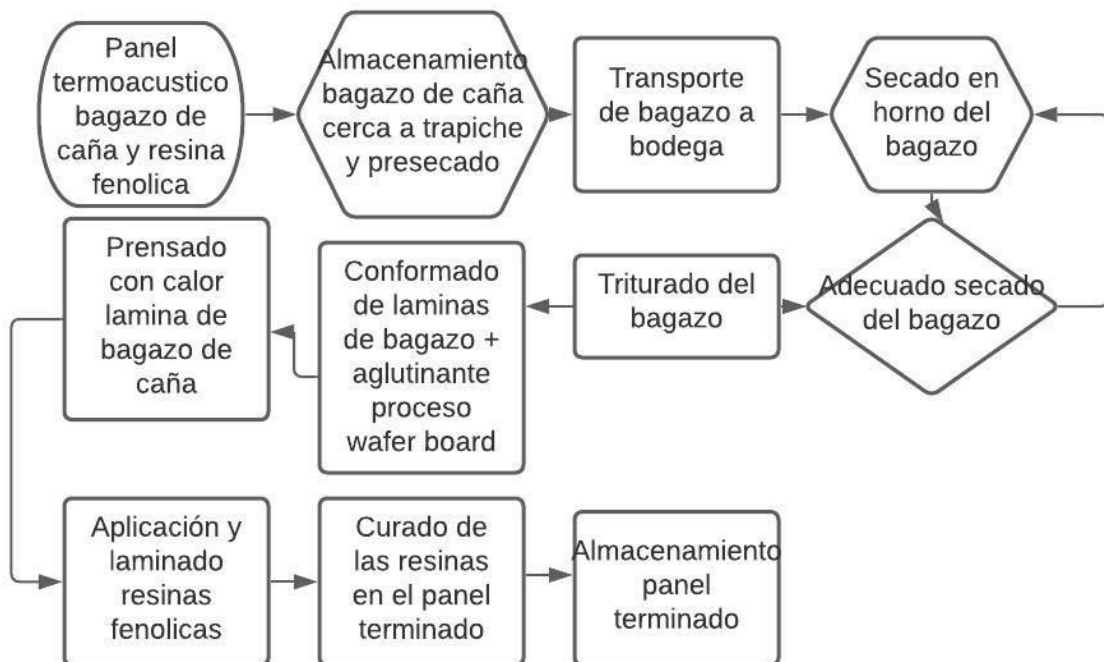 Panel
termoacustico
bagazo de
caña y resina
fenolica
Almacenamiento
bagazo de caña
cerca a trapiche
y presecado
Transporte
de bagazo a
bodega
Secado en
horno del
bagazo
Adecuado secado
del bagazo
Triturado del
bagazo
Conformado
de laminas
de bagazo +
aglutinante
proceso
wafer board
Prensado
con calor
lamina de
bagazo de
caña
Aplicación y
laminado
resinas
fenolicas
Curado de
las resinas
en el panel
terminado
Almacenamiento
panel
terminado